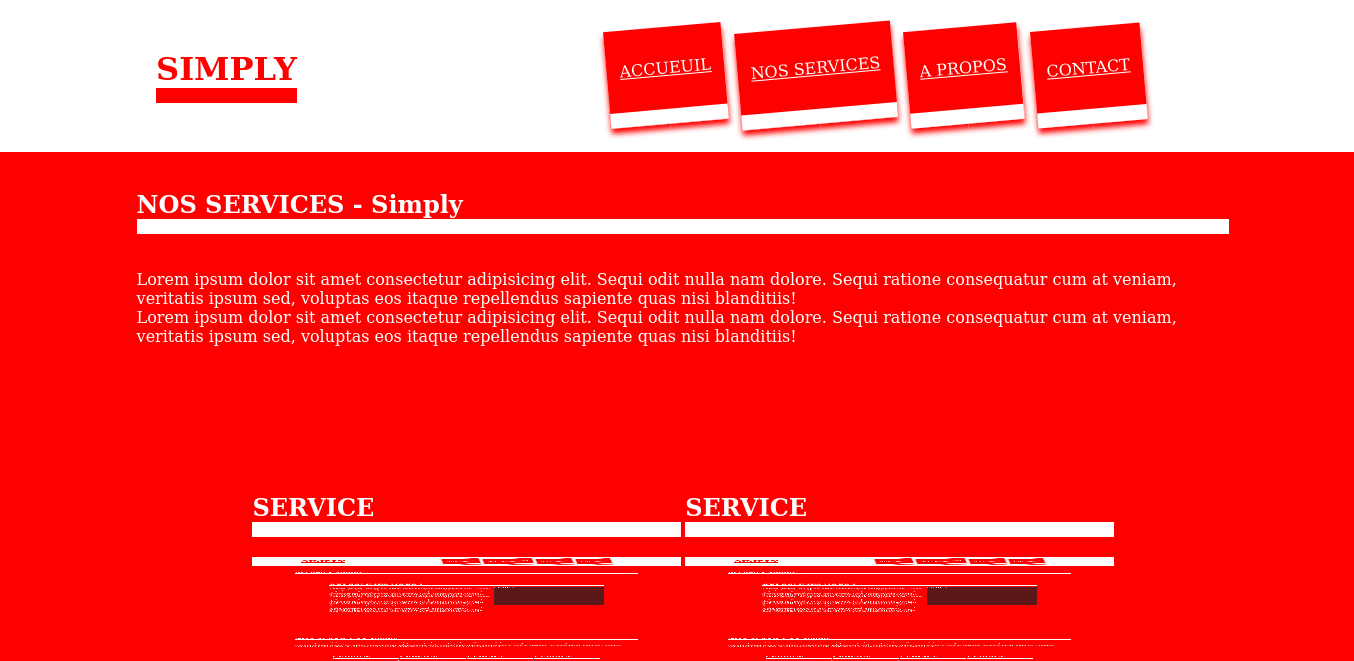 SIMPLY
ACCUEUIL
NOS SERVICES
A PROPOS
CONTACT
NOS SERVICES - Simply
Lorem ipsum dolor sit amet consectetur adipisicing elit. Sequi odit nulla nam dolore. Sequi ratione consequatur cum at veniam,
veritatis ipsum sed, voluptas eos itaque repellendus sapiente quas nisi blanditiis!
Lorem ipsum dolor sit amet consectetur adipisicing elit. Sequi odit nulla nam dolore. Sequi ratione consequatur cum at veniam,
veritatis ipsum sed, voluptas eos itaque repellendus sapiente quas nisi blanditiis!
SERVICE
SERVICE